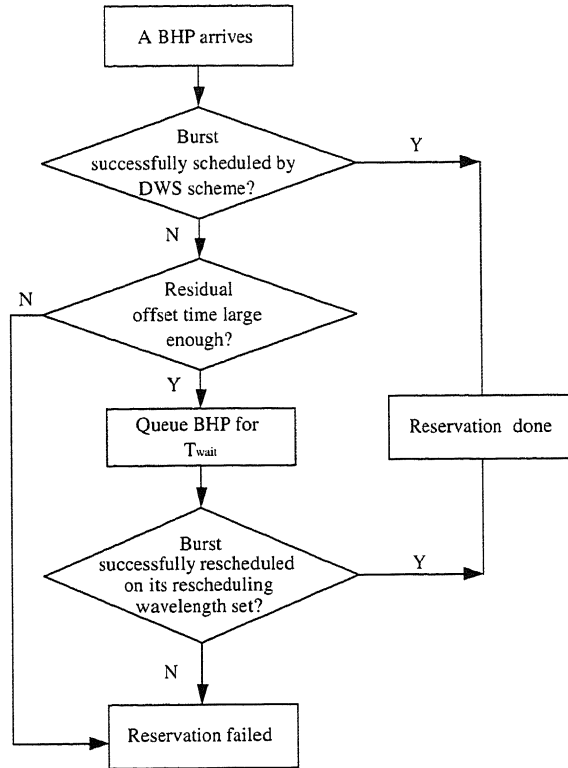 A BHP arrives
Burst
successfully scheduled by
DWS scheme?
Y
N
Residual
offset time large
enough?
N
Y
Queue BHP for
Twait
Reservation done
Burst
successfully rescheduled
on its rescheduling
wavelength set?
Y
N
Reservation failed